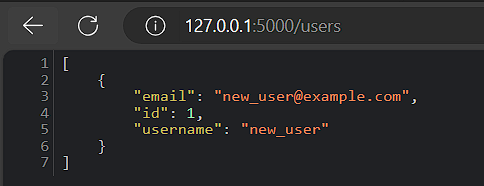 127.0.0.1:5000/users
1 [
2     {
3         "email": "new_user@example.com",
4         "id": 1,
5         "username": "new_user"
6     }
7 ]